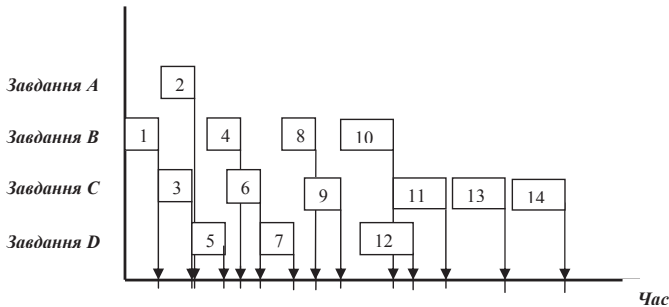 Завдання A 2
Завдання B 1 4 8 10
Завдання C 3 6 9 11 13 14
Завдання D 5 7 12
Час